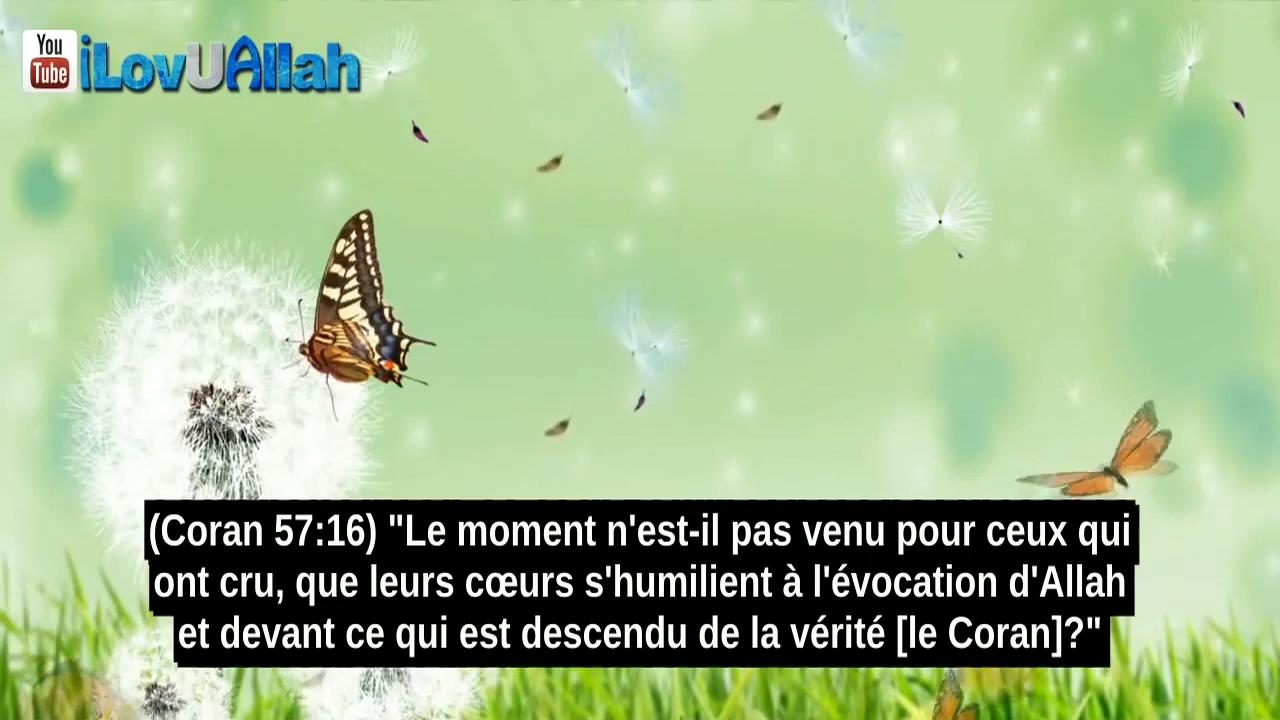 You
Tube
iLovUAllah
(Coran 57:16) "Le moment n'est-il pas venu pour ceux qui
ont cru, que leurs cœurs s'humilient à l'évocation d'Allah
et devant ce qui est descendu de la vérité [le Coran]?"